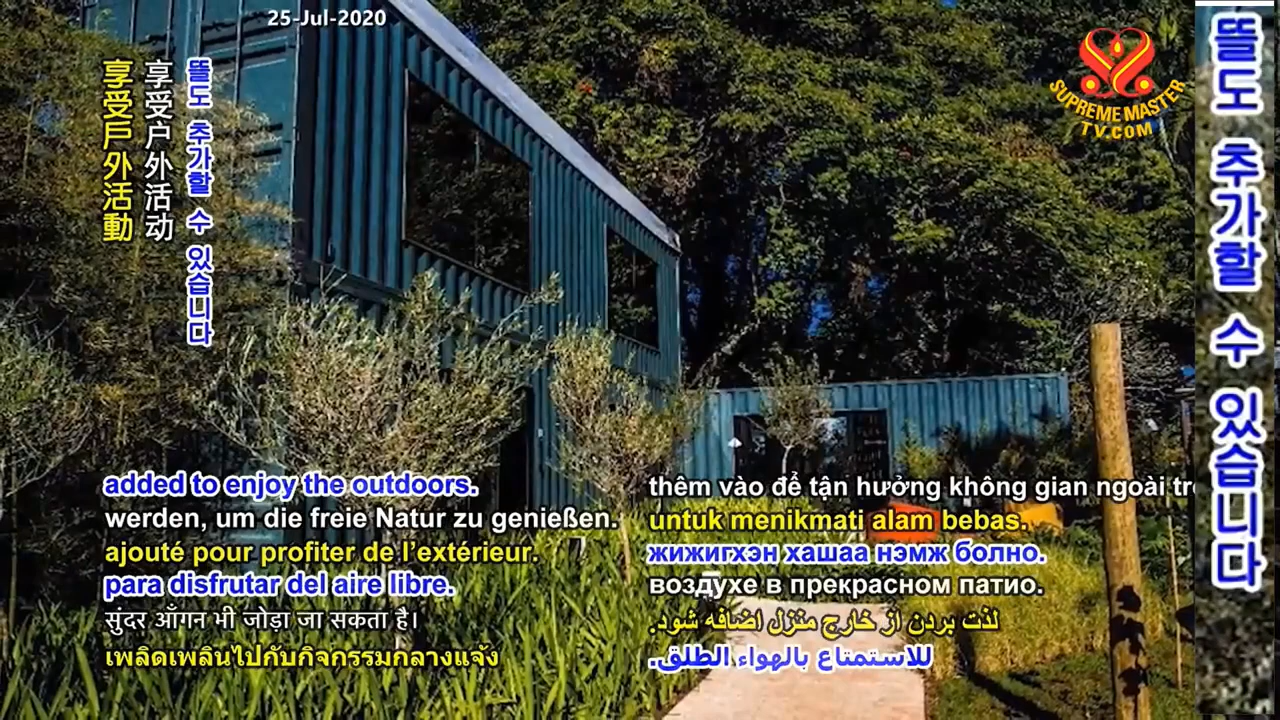 25-Jul-2020
SUPREME MASTER
TV.COM
뜰도 추가할 수 있습니다
享受户外活动
享受戶外活動
added to enjoy the outdoors.
werden, um die freie Natur zu genießen.
ajouté pour profiter de l’extérieur.
para disfrutar del aire libre.
सुंदर आँगन भी जोड़ा जा सकता है।
เพลิดเพลินไปกับกิจกรรมกลางแจ้ง
thêm vào để tận hưởng không gian ngoài
untuk menikmati alam bebas.
жижигхэн хашаа нэмж болно.
воздухе в прекрасном патио.
لذت بردن از خارج منزل اضافه شود.
للاستمتاع بالهواء الطلق.
뜰도 추가할 수 있습니다